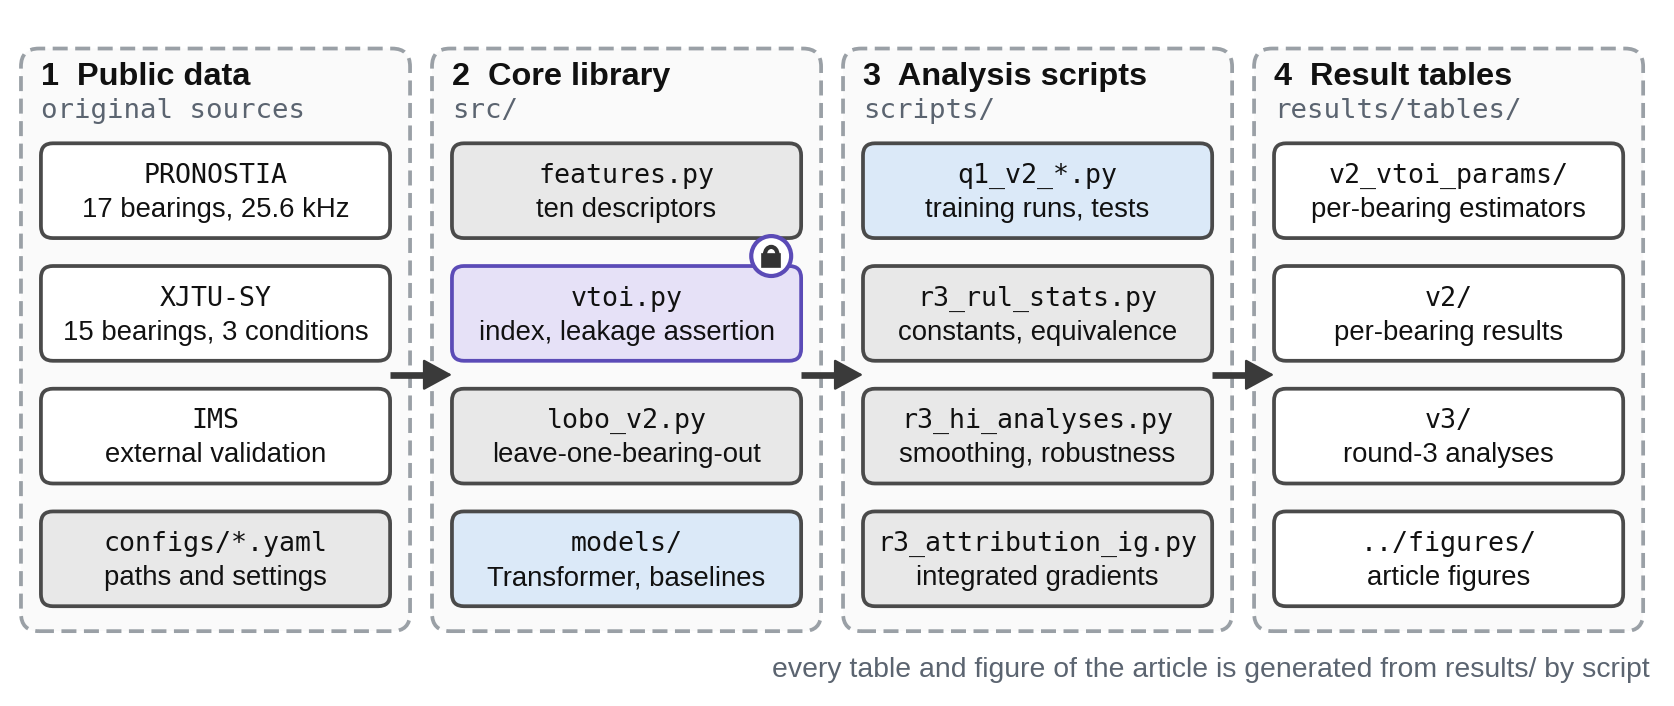 1 Public data
original sources
PRONOSTIA
17 bearings, 25.6 kHz
XJTU-SY
15 bearings, 3 conditions
IMS
external validation
configs/*.yaml
paths and settings
2 Core library
src/
features.py
ten descriptors
vtoi.py
index, leakage assertion
lobo_v2.py
leave-one-bearing-out
models/
Transformer, baselines
3 Analysis scripts
scripts/
q1_v2_*.py
training runs, tests
r3_rul_stats.py
constants, equivalence
r3_hi_analyses.py
smoothing, robustness
r3_attribution_ig.py
integrated gradients
4 Result tables
results/tables/
v2_vtoi_params/
per-bearing estimators
v2/
per-bearing results
v3/
round-3 analyses
../figures/
article figures
every table and figure of the article is generated from results/ by script